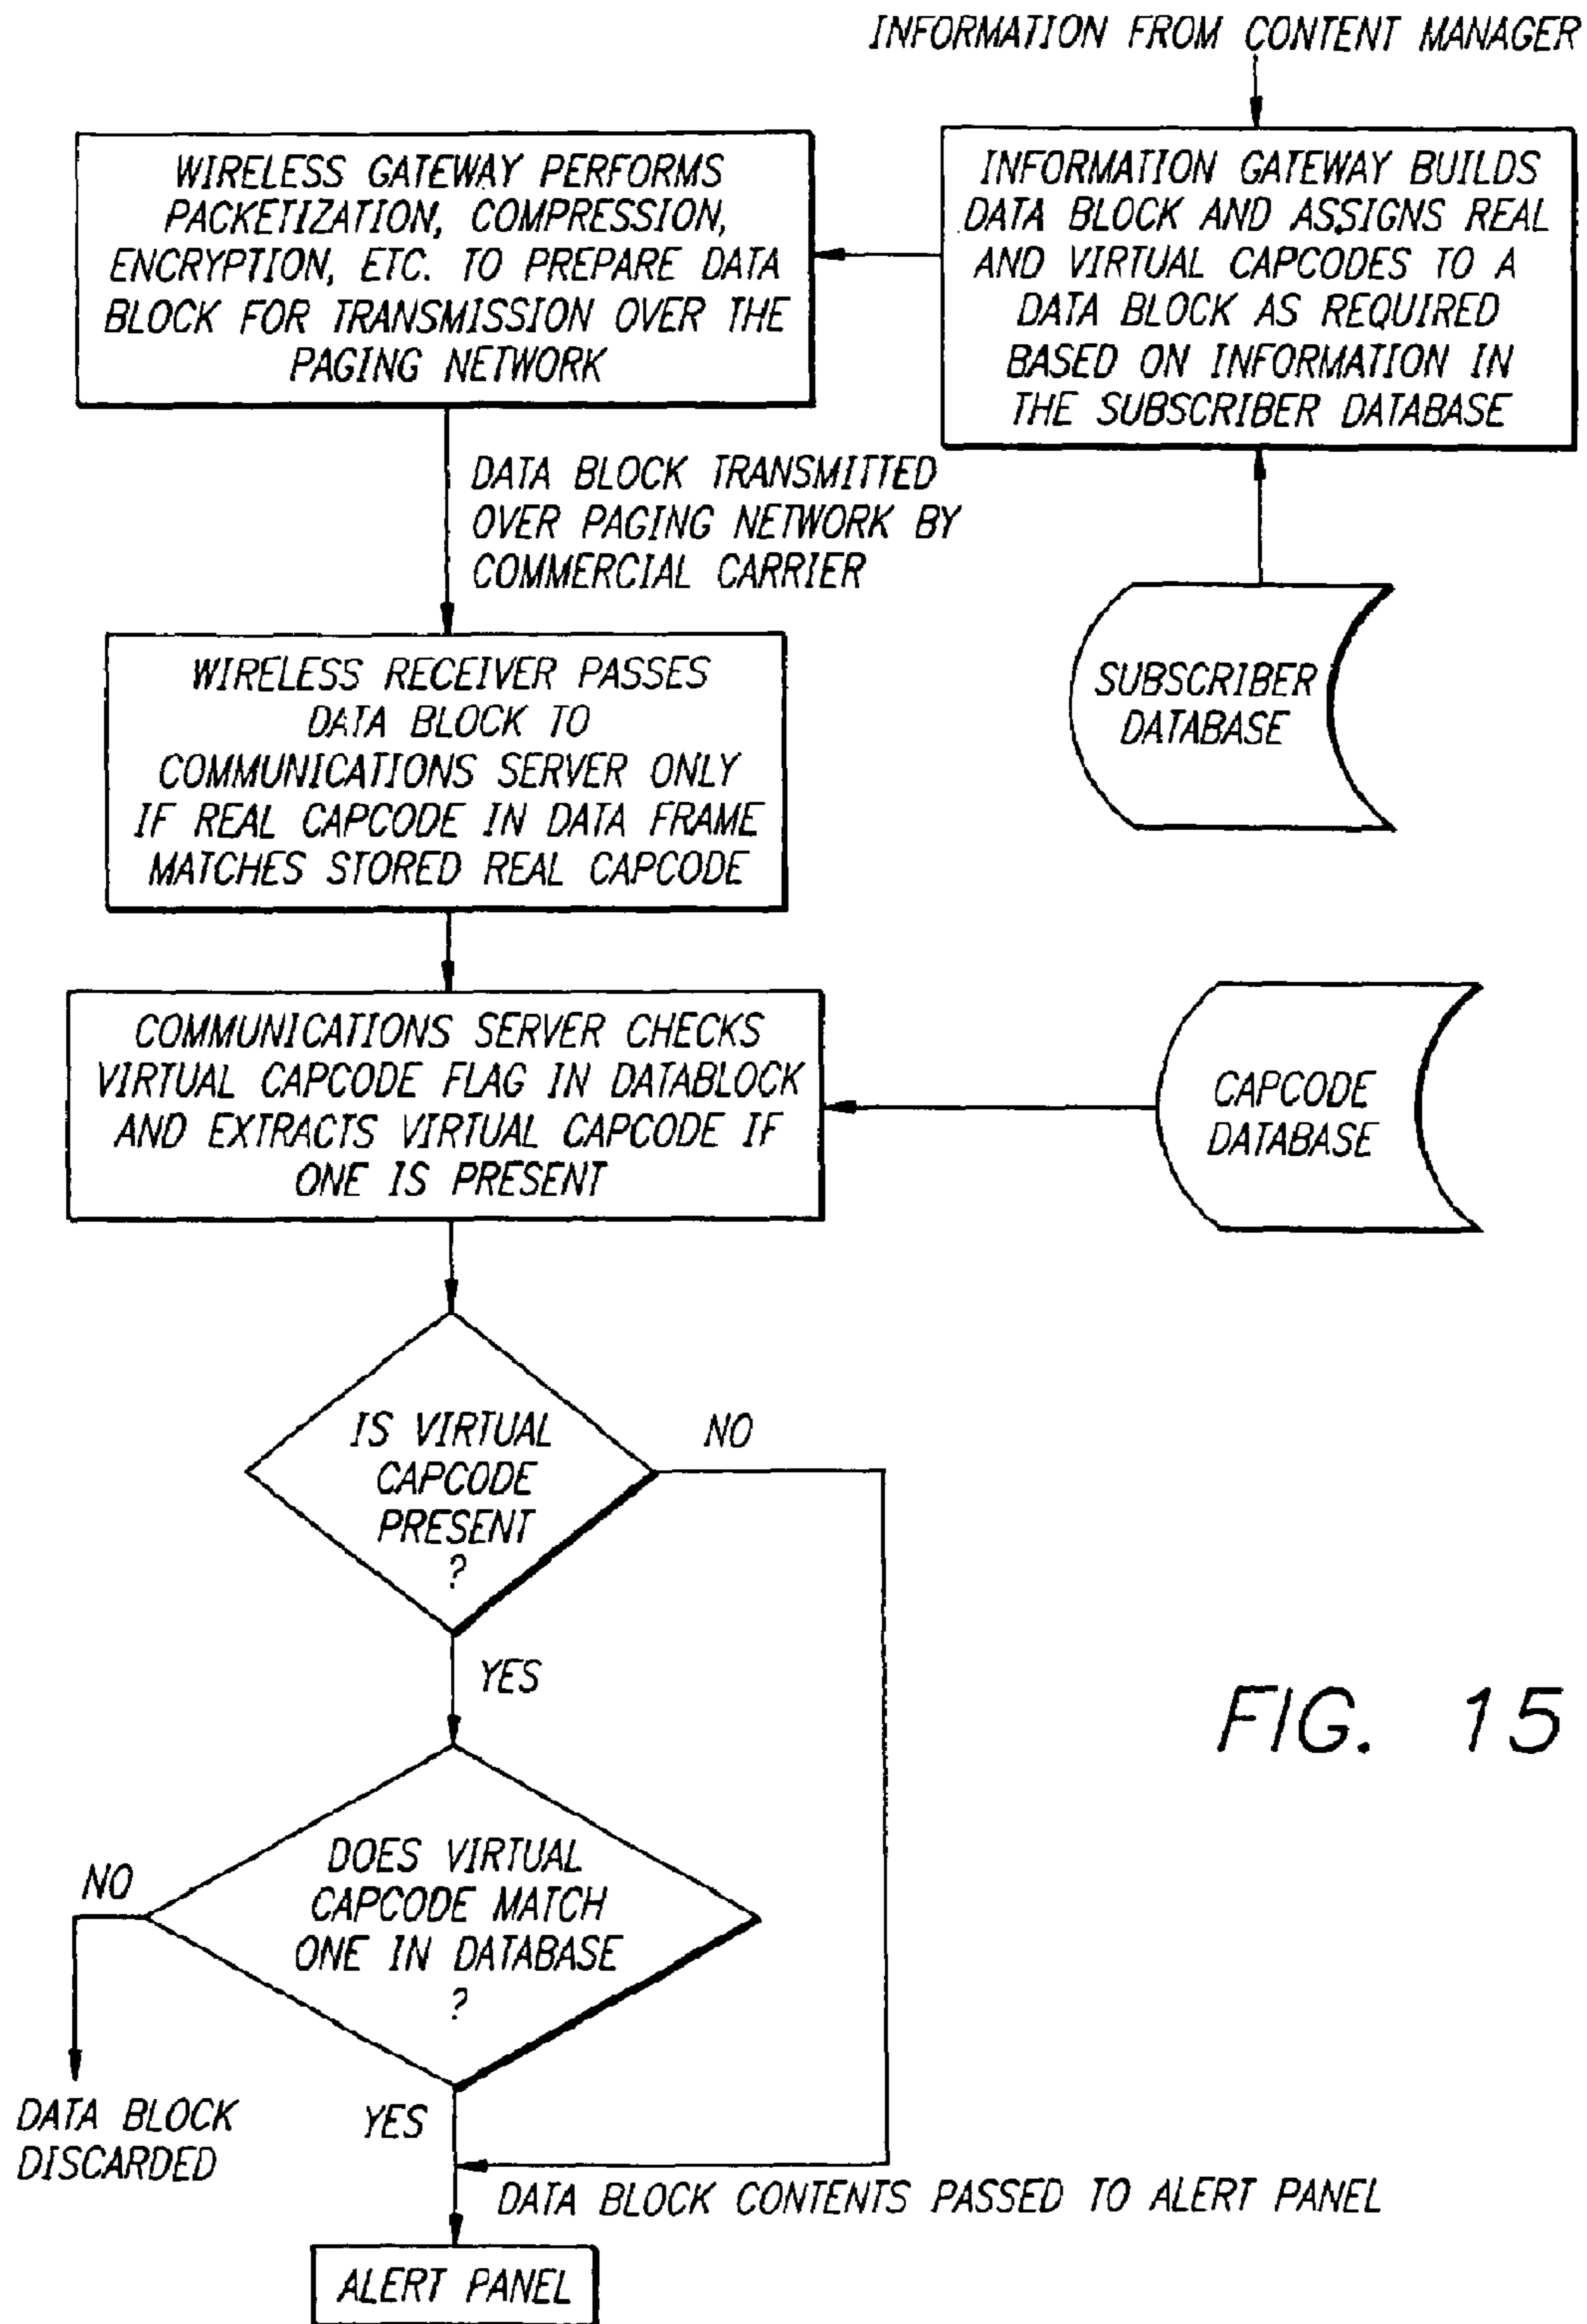 INFORMATION FROM CONTENT MANAGER
INFORMATION GATEWAY BUILDS
DATA BLOCK AND ASSIGNS REAL
AND VIRTUAL CAPCODES TO A
DATA BLOCK AS REQUIRED
BASED ON INFORMATION IN
THE SUBSCRIBER DATABASE
WIRELESS GATEWAY PERFORMS
PACKETIZATION, COMPRESSION,
ENCRYPTION, ETC. TO PREPARE DATA
BLOCK FOR TRANSMISSION OVER THE
PAGING NETWORK
DATA BLOCK TRANSMITTED
OVER PAGING NETWORK BY
COMMERCIAL CARRIER
SUBSCRIBER
DATABASE
WIRELESS RECEIVER PASSES
DATA BLOCK TO
COMMUNICATIONS SERVER ONLY
IF REAL CAPCODE IN DATA FRAME
MATCHES STORED REAL CAPCODE
COMMUNICATIONS SERVER CHECKS
VIRTUAL CAPCODE FLAG IN DATABLOCK
AND EXTRACTS VIRTUAL CAPCODE IF
ONE IS PRESENT
CAPCODE
DATABASE
IS VIRTUAL
CAPCODE
PRESENT
?
NO
YES
DOES VIRTUAL
CAPCODE MATCH
ONE IN DATABASE
?
NO
DATA BLOCK
DISCARDED
YES
DATA BLOCK CONTENTS PASSED TO ALERT PANEL
ALERT PANEL
FIG. 15